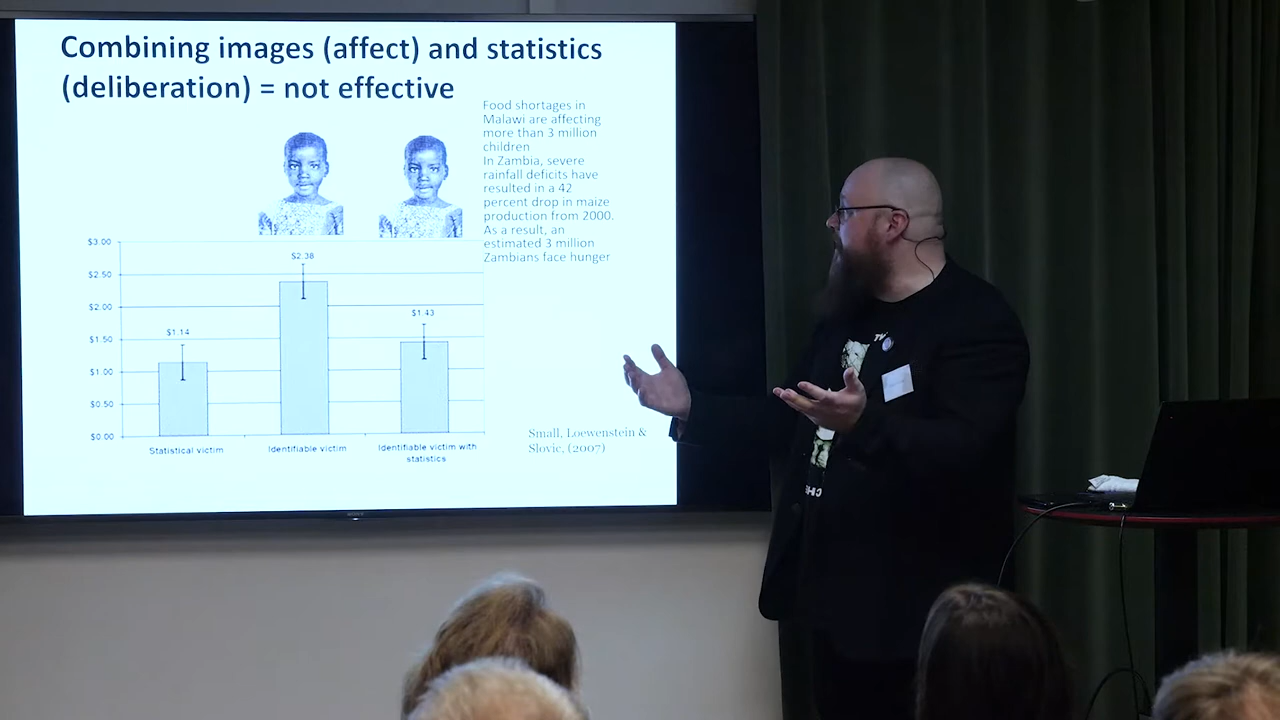 Combining images (affect) and statistics
(deliberation) = not effective
Food shortages in
Malawi are affecting
more than 3 million
children
In Zambia, severe
rainfall deficits have
resulted in a 42
percent drop in maize
production from 2000.
As a result, an
estimated 3 million
Zambians face hunger
$3.00
$2.50
$2.00
$1.50
$1.00
$0.50
$0.00
$1.14
$2.38
$1.43
Statistical victim
Identifiable victim
Identifiable victim with
statistics
Small, Loewenstein &
Slovic, (2007)
SONY